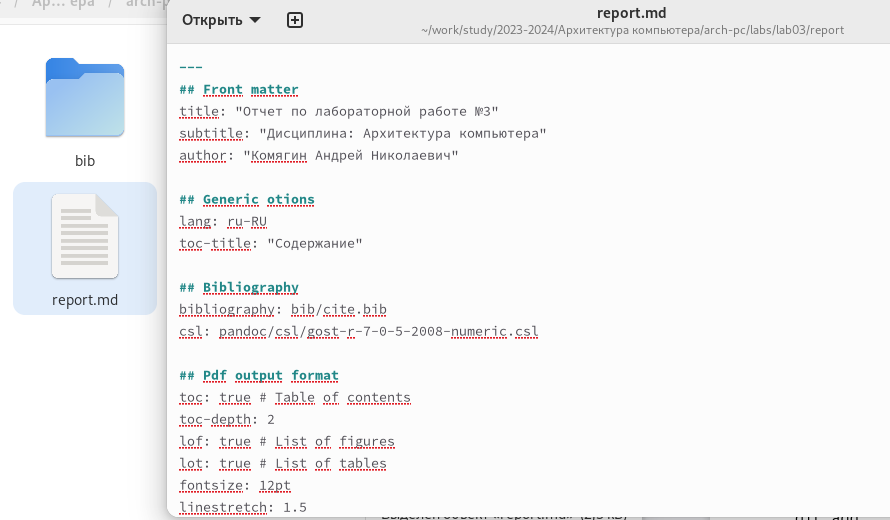 / Ар… ера / arch-p
Открыть
report.md
~/work/study/2023-2024/Архитектура компьютера/arch-pc/labs/lab03/report
bib
report.md
---
## Front matter
title: "Отчет по лабораторной работе №3"
subtitle: "Дисциплина: Архитектура компьютера"
author: "Комягин Андрей Николаевич"
## Generic otions
lang: ru-RU
toc-title: "Содержание"
## Bibliography
bibliography: bib/cite.bib
csl: pandoc/csl/gost-r-7-0-5-2008-numeric.csl
## Pdf output format
toc: true # Table of contents
toc-depth: 2
lof: true # List of figures
lot: true # List of tables
fontsize: 12pt
linestretch: 1.5